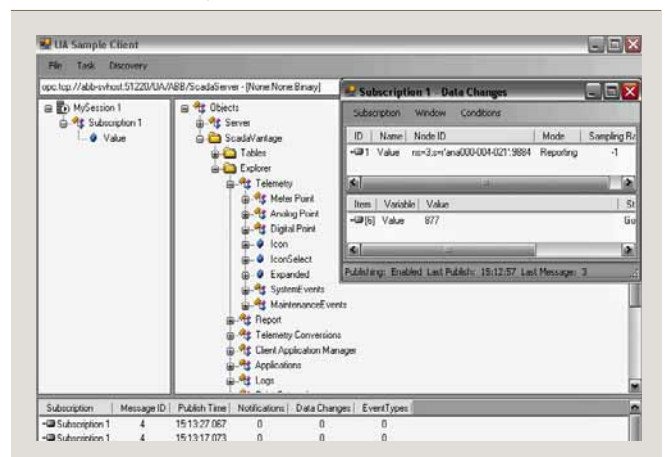 UA Sample Client
File Task Discovery
opc.tcp://abb-svhost:51220/UA/ABB/ScadaServer - [None:None:Binary]
MySession 1
Subscription 1
Value
Objects
Server
ScadaVantage
Tables
Explorer
Telemetry
Meter Point
Analog Point
Digital Point
Icon
IconSelect
Expanded
SystemEvents
MaintenanceEvents
Report
Telemetry Conversions
Client Application Manager
Applications
Logs
Subscription 1 - Data Changes
Subscription Window Conditions
ID Name Node ID Mode Sampling Ra
1 Value ns=3;s=r'ana000-004-021':9884 Reporting -1
Item Variable Value St
[6] Value 877 Go
Publishing: Enabled Last Publish: 15:12:57 Last Message: 3
Subscription Message ID Publish Time Notifications Data Changes EventTypes
Subscription 1 4 15:13:27.067 0 0 0
Subscription 1 4 15:13:17.073 0 0 0